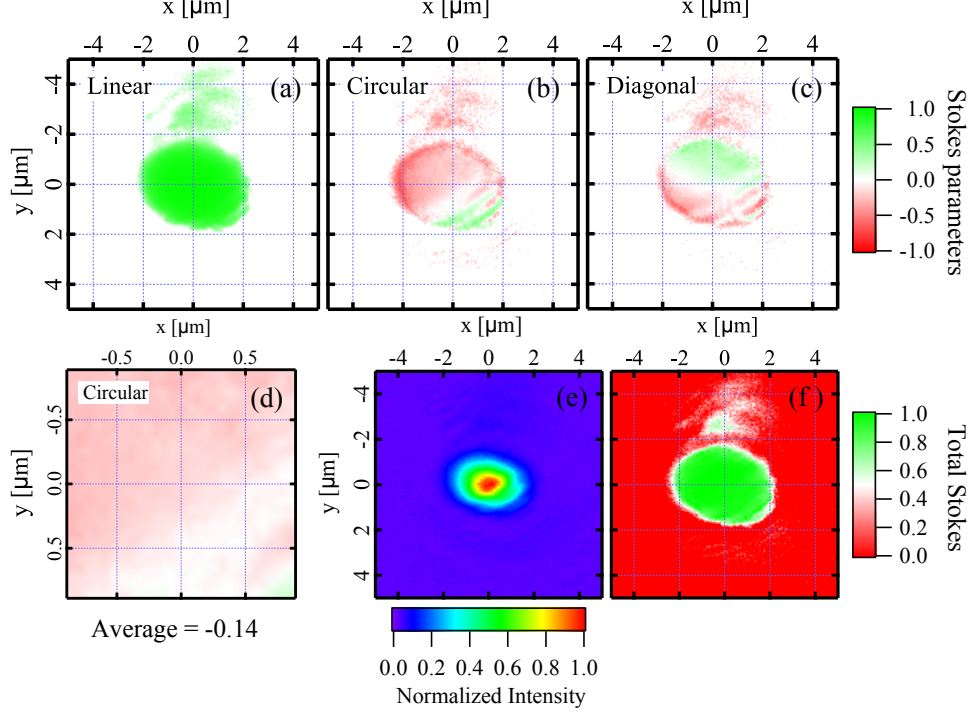 x [μm]
x [μm]
x [μm]
-4 -2 0 2 4
-4 -2 0 2 4
-4 -2 0 2 4
y [μm]
-4
-2
0
2
4
Linear
(a)
Circular
(b)
Diagonal
(c)
1.0
0.5
0.0
-0.5
-1.0
Stokes parameters
x [μm]
x [μm]
x [μm]
-0.5 0.0 0.5
-4 -2 0 2 4
-4 -2 0 2 4
y [μm]
-0.5
0.0
0.5
Circular
(d)
y [μm]
-4
-2
0
2
4
(e)
(f)
1.0
0.8
0.6
0.4
0.2
0.0
Total Stokes
Average = -0.14
0.0 0.2 0.4 0.6 0.8 1.0
Normalized Intensity